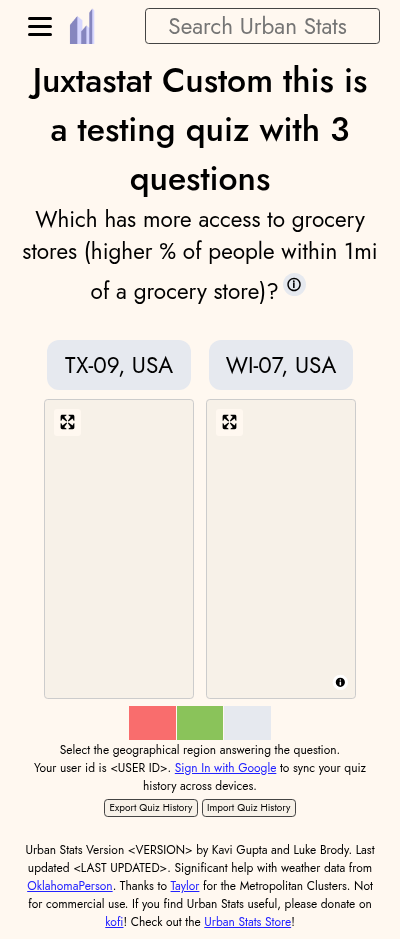 Search Urban Stats
Juxtastat Custom this is
a testing quiz with 3
questions
Which has more access to grocery
stores (higher % of people within 1mi
of a grocery store)?
TX-09, USA
WI-07, USA
Select the geographical region answering the question.
Your user id is <USER ID>. Sign In with Google to sync your quiz
history across devices.
Export Quiz History
Import Quiz History
Urban Stats Version <VERSION> by Kavi Gupta and Luke Brody. Last
updated <LAST UPDATED>. Significant help with weather data from
OklahomaPerson. Thanks to Taylor for the Metropolitan Clusters. Not
for commercial use. If you find Urban Stats useful, please donate on
kofi! Check out the Urban Stats Store!